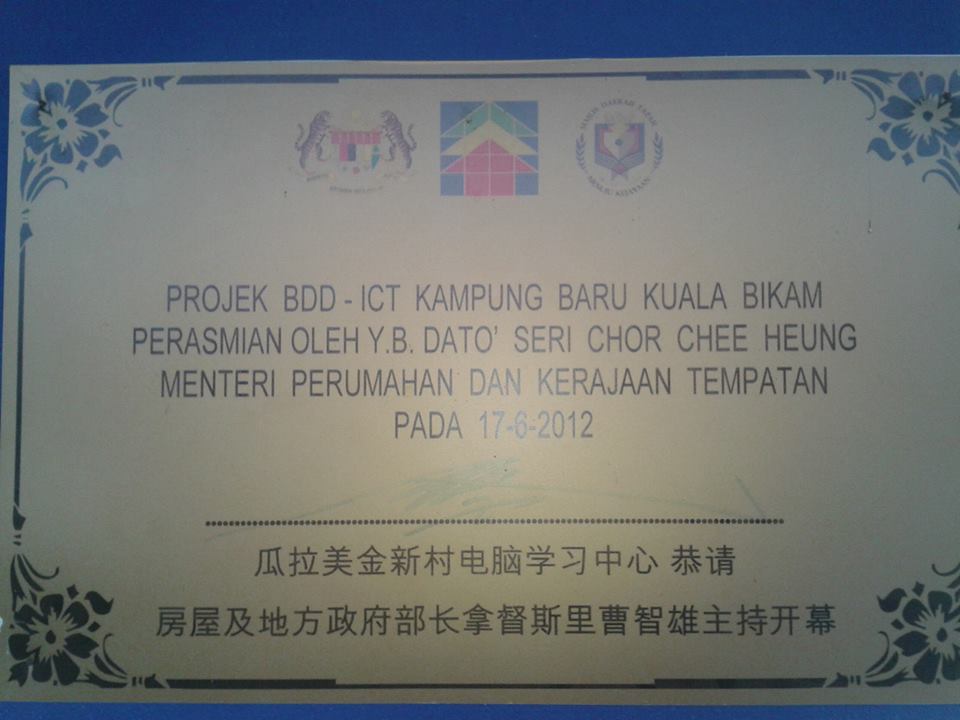 MAJLIS DAERAH TAPAH
PROJEK BDD - ICT KAMPUNG BARU KUALA BIKAM
PERASMIAN OLEH Y.B. DATO' SERI CHOR CHEE HEUNG
MENTERI PERUMAHAN DAN KERAJAAN TEMPATAN
PADA 17-6-2012
瓜拉美金新村电脑学习中心 恭请
房屋及地方政府部长拿督斯里曹智雄主持开幕